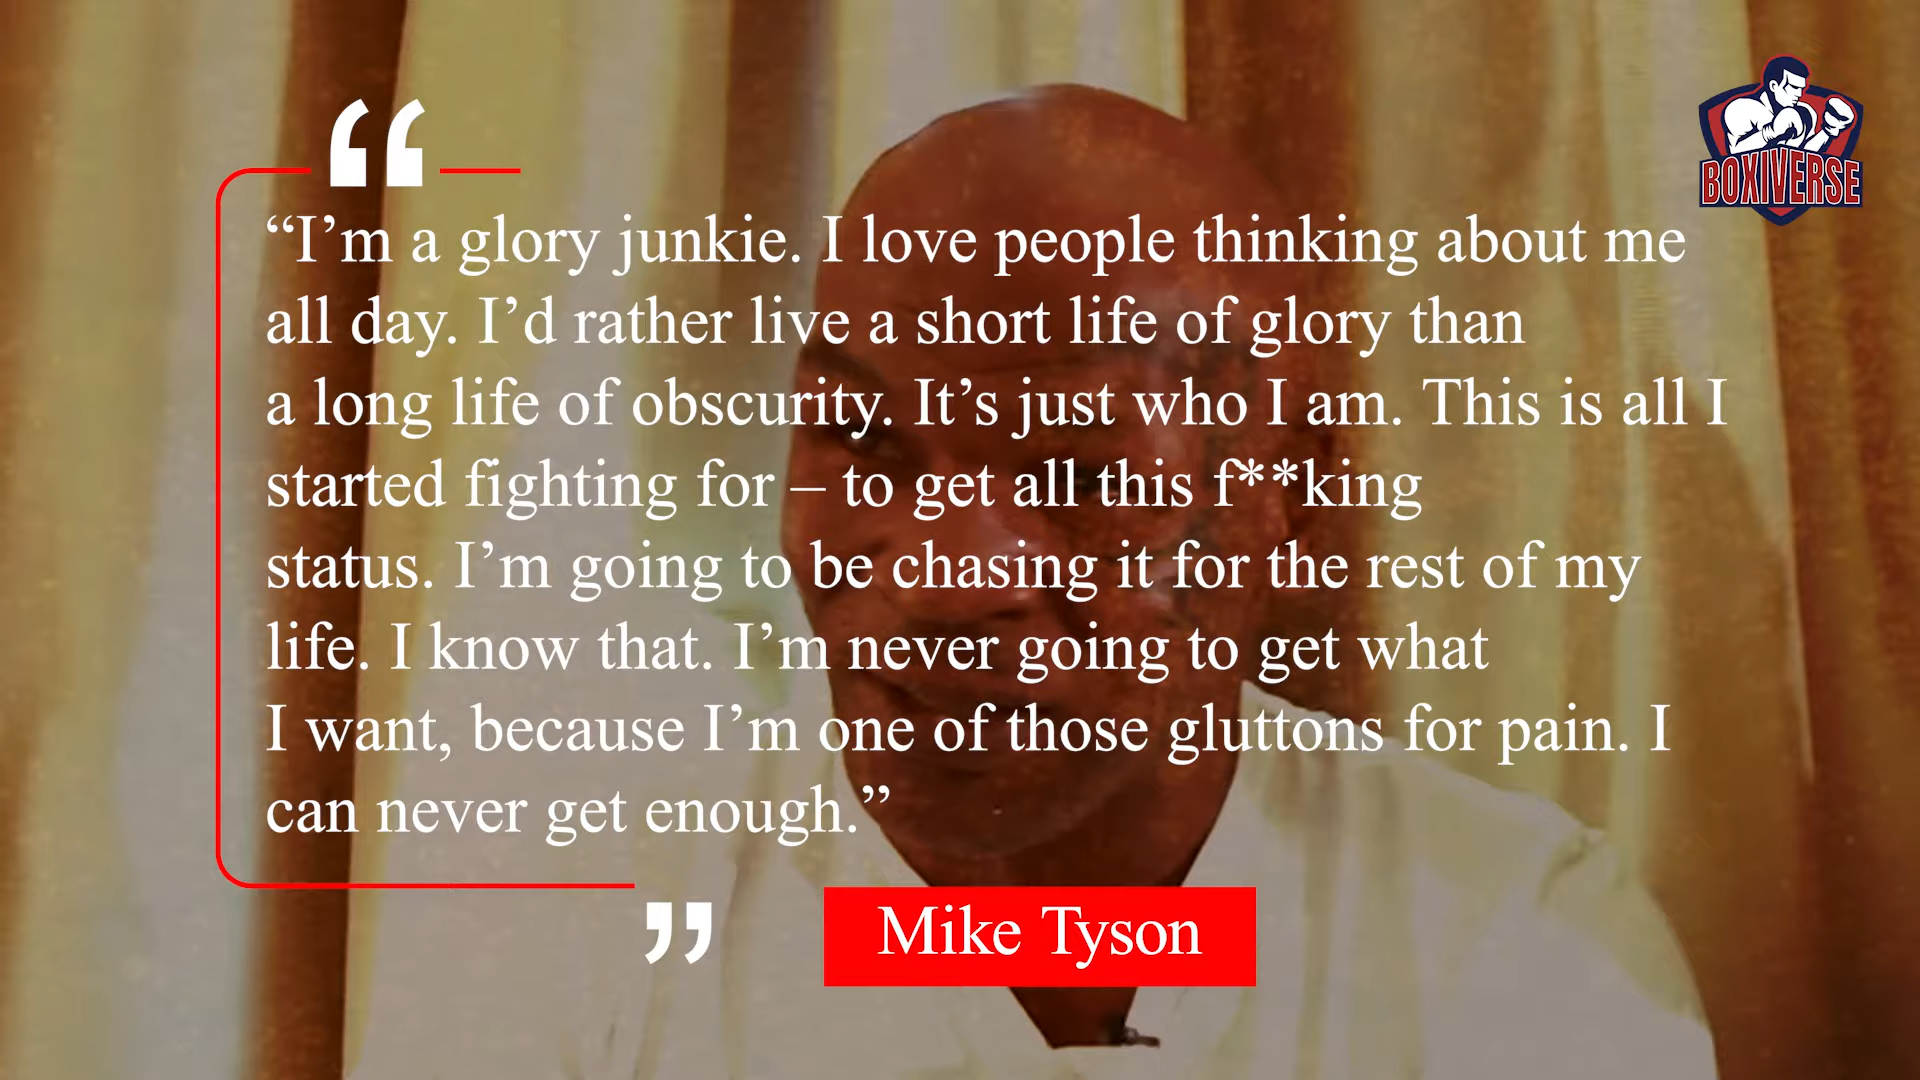 BOXIVERSE
“I’m a glory junkie. I love people thinking about me
all day. I’d rather live a short life of glory than
a long life of obscurity. It’s just who I am. This is all I
started fighting for – to get all this f**king
status. I’m going to be chasing it for the rest of my
life. I know that. I’m never going to get what
I want, because I’m one of those gluttons for pain. I
can never get enough.”
Mike Tyson